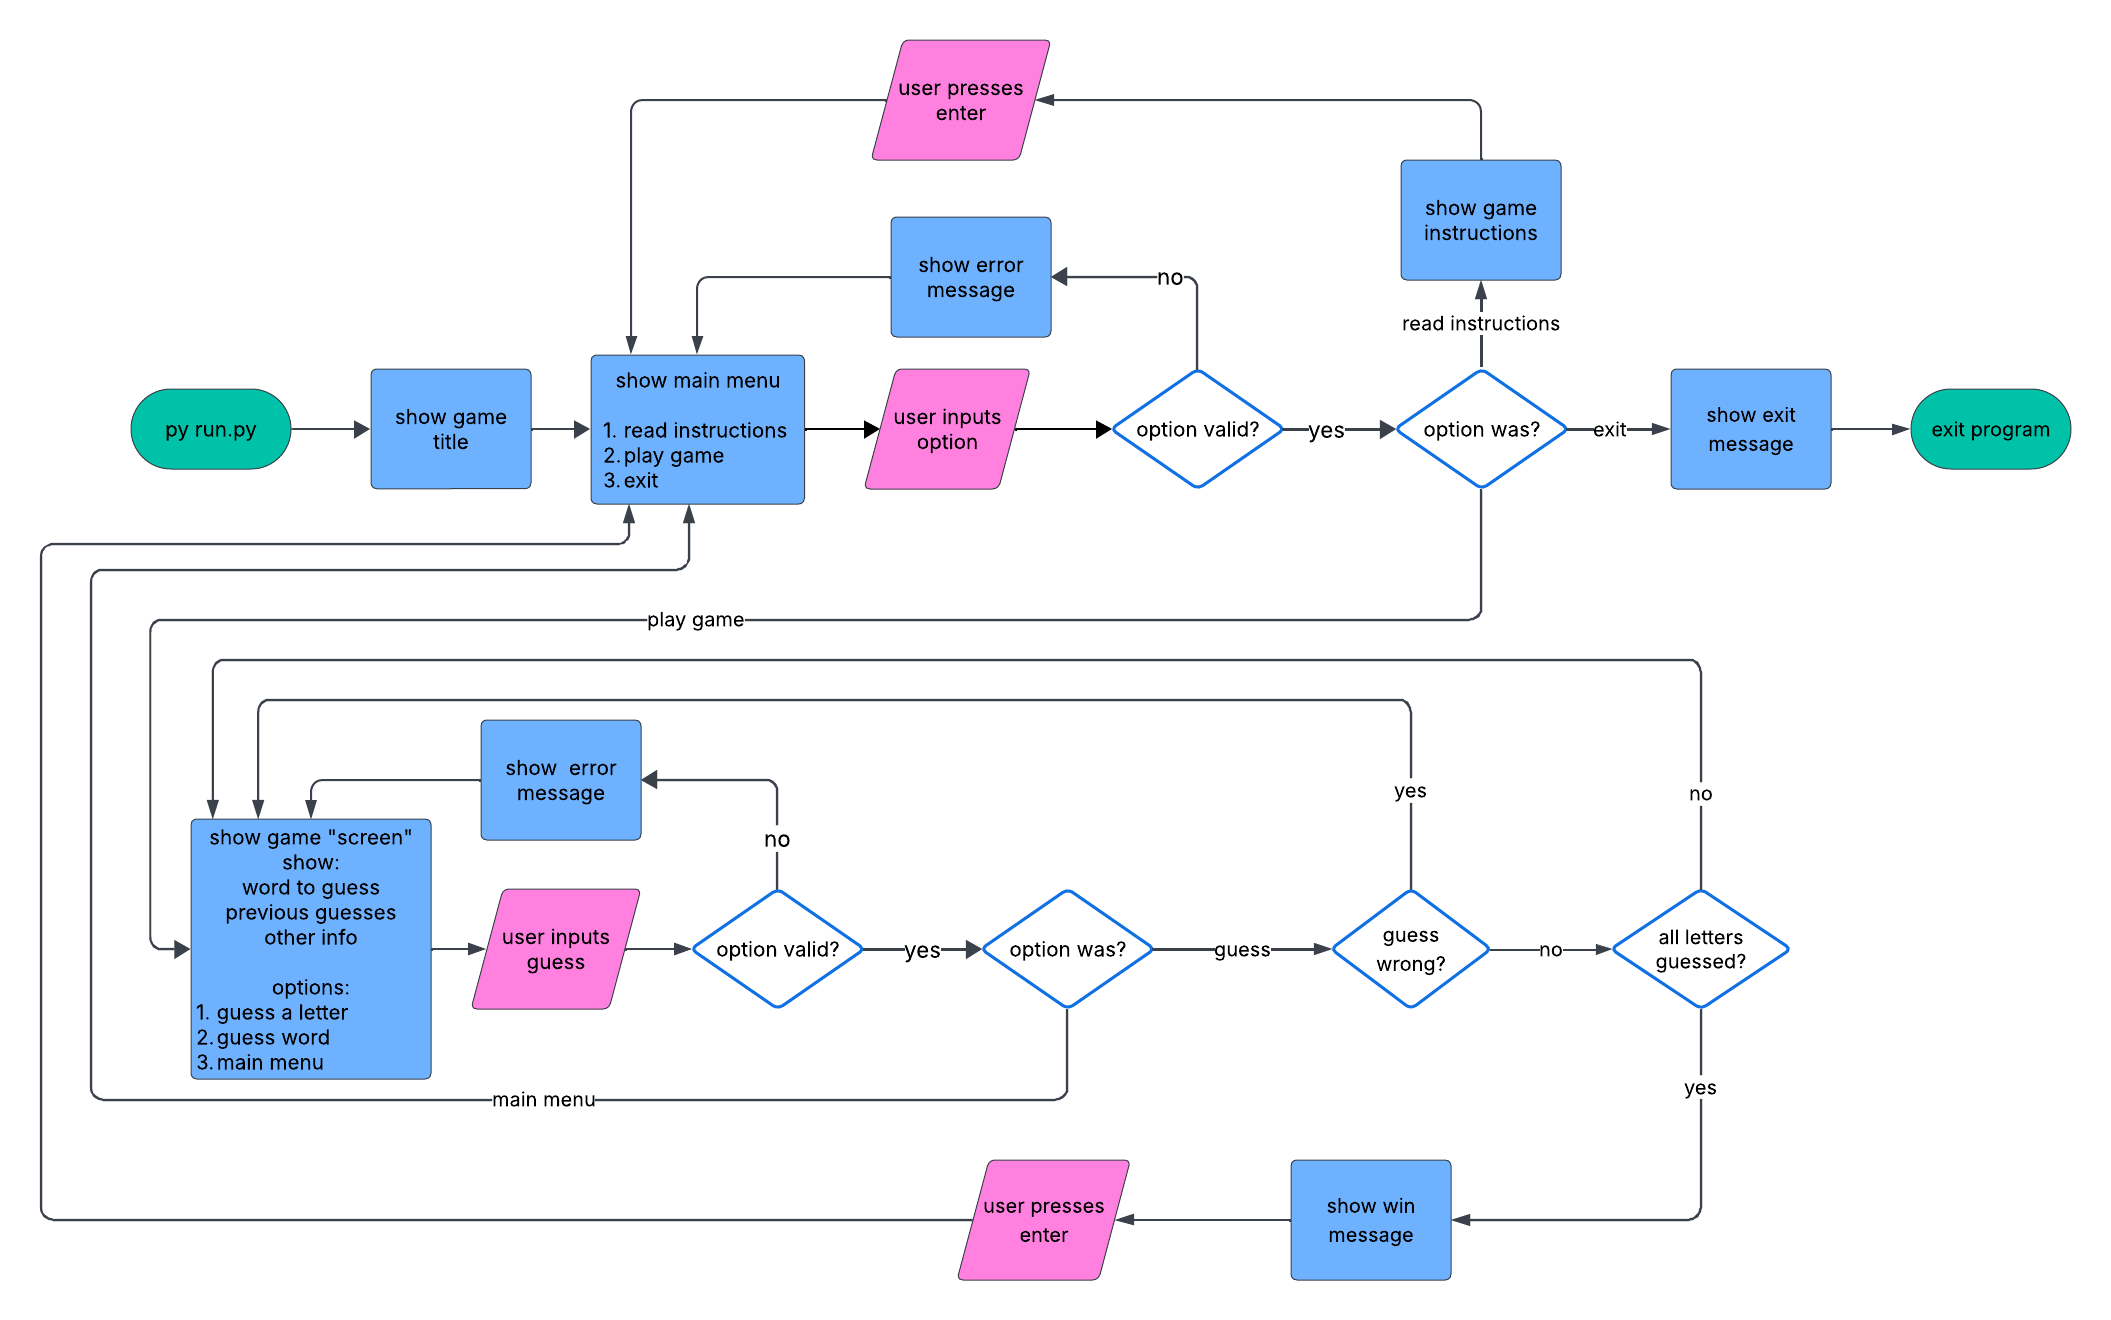 user presses
enter
show game
instructions
show error
message
no
read instructions
py run.py
show game
title
show main menu
1. read instructions
2. play game
3. exit
user inputs
option
option valid?
yes
option was?
exit
show exit
message
exit program
play game
show  error
message
no
yes
no
show game "screen"
show:
word to guess
previous guesses
other info
options:
1. guess a letter
2. guess word
3. main menu
user inputs
guess
option valid?
yes
option was?
guess
guess
wrong?
no
all letters
guessed?
main menu
yes
user presses
enter
show win
message